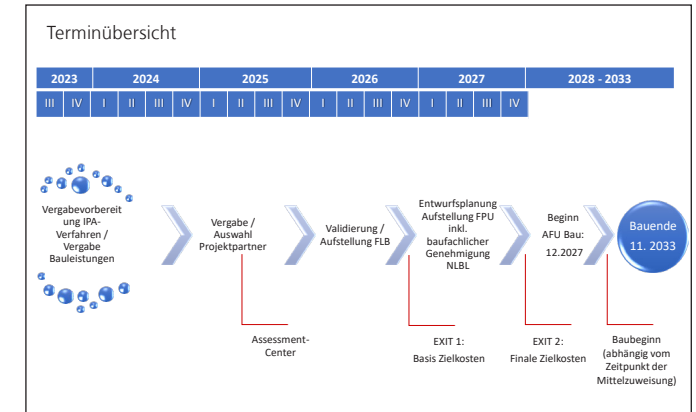 Terminübersicht
2023 2024 2025 2026 2027 2028 - 2033
III IV I II III IV I II III IV I II III IV I II III IV
Vergabevorbereit
ung IPA-
Verfahren /
Vergabe
Bauleistungen
Vergabe /
Auswahl
Projektpartner
Validierung /
Aufstellung FLB
Entwurfsplanung
Aufstellung FPU
inkl.
baufachlicher
Genehmigung
NLBL
Beginn
AFU Bau:
12.2027
Bauende
11. 2033
Assessment-
Center
EXIT 1:
Basis Zielkosten
EXIT 2:
Finale Zielkosten
Baubeginn
(abhängig vom
Zeitpunkt der
Mittelzuweisung)